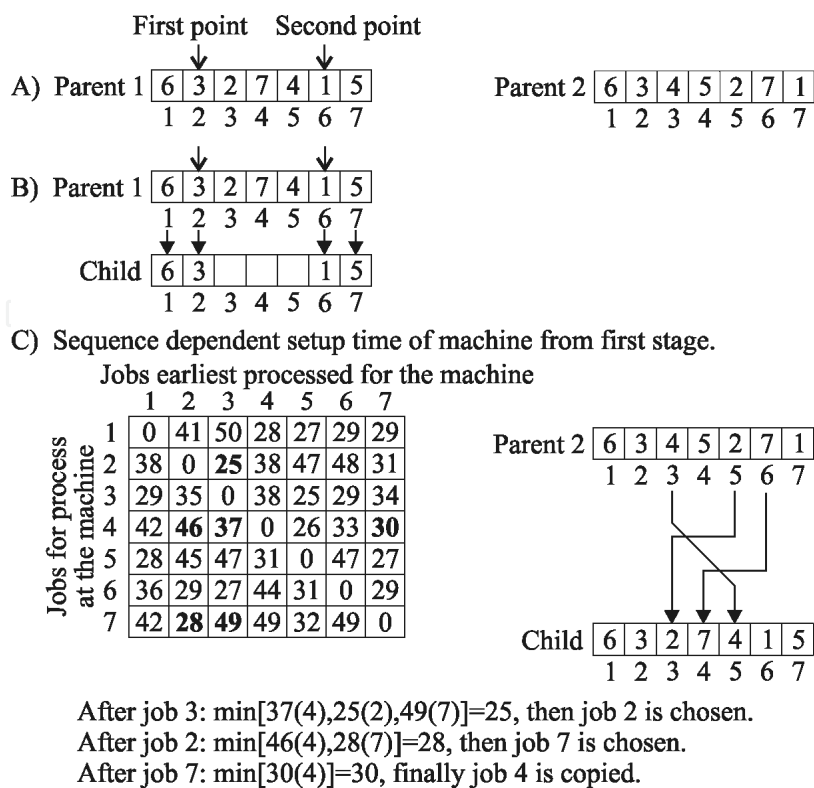 First point Second point
A) Parent 1 6 3 2 7 4 1 5
1 2 3 4 5 6 7
Parent 2 6 3 4 5 2 7 1
1 2 3 4 5 6 7
B) Parent 1 6 3 2 7 4 1 5
1 2 3 4 5 6 7
Child 6 3 1 5
1 2 3 4 5 6 7
C) Sequence dependent setup time of machine from first stage.
Jobs earliest processed for the machine
Jobs for process
at the machine
1 2 3 4 5 6 7
1 0 41 50 28 27 29 29
2 38 0 25 38 47 48 31
3 29 35 0 38 25 29 34
4 42 46 37 0 26 33 30
5 28 45 47 31 0 47 27
6 36 29 27 44 31 0 29
7 42 28 49 49 32 49 0
Parent 2 6 3 4 5 2 7 1
1 2 3 4 5 6 7
Child 6 3 2 7 4 1 5
1 2 3 4 5 6 7
After job 3: min[37(4),25(2),49(7)]=25, then job 2 is chosen.
After job 2: min[46(4),28(7)]=28, then job 7 is chosen.
After job 7: min[30(4)]=30, finally job 4 is copied.